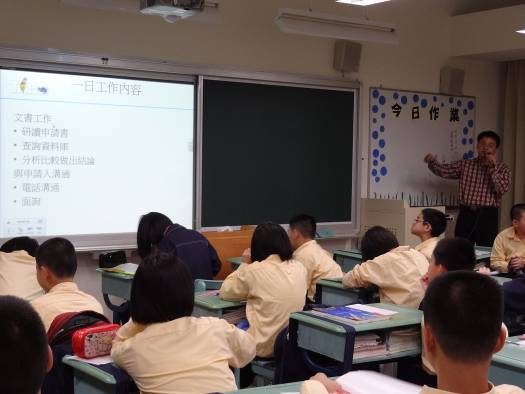 一日工作內容
文書工作
• 研讀申請書
• 查詢資料庫
• 分析比較做出結論
與申請人溝通
• 電話溝通
• 面詢
今日作業